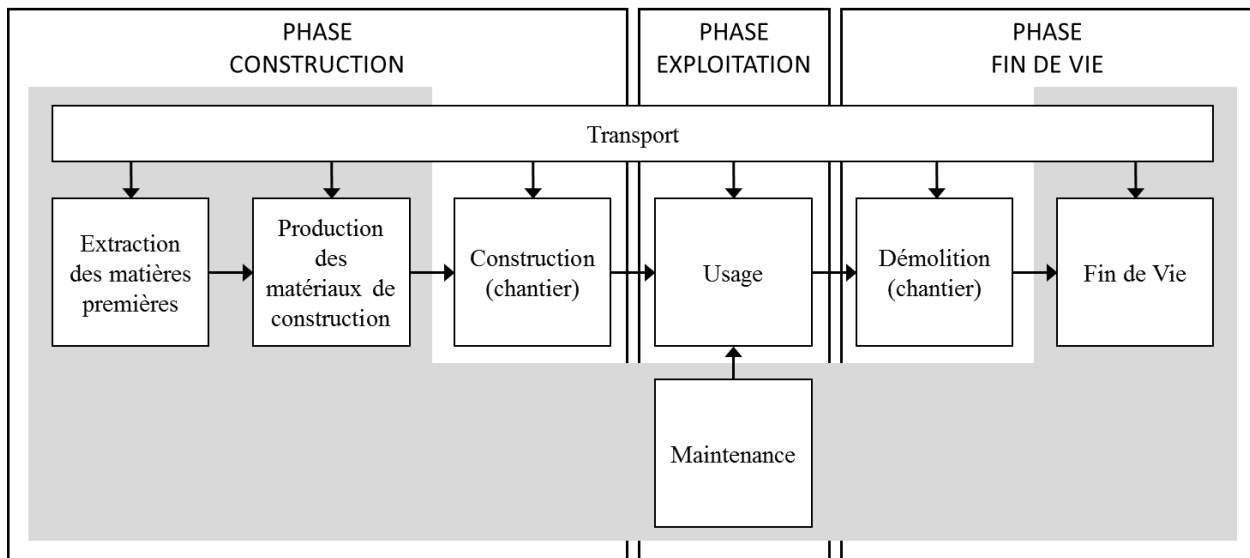 PHASE
CONSTRUCTION
PHASE
EXPLOITATION
PHASE
FIN DE VIE
Transport
Extraction
des matières
premières
Production
des
matériaux de
construction
Construction
(chantier)
Usage
Démolition
(chantier)
Fin de Vie
Maintenance